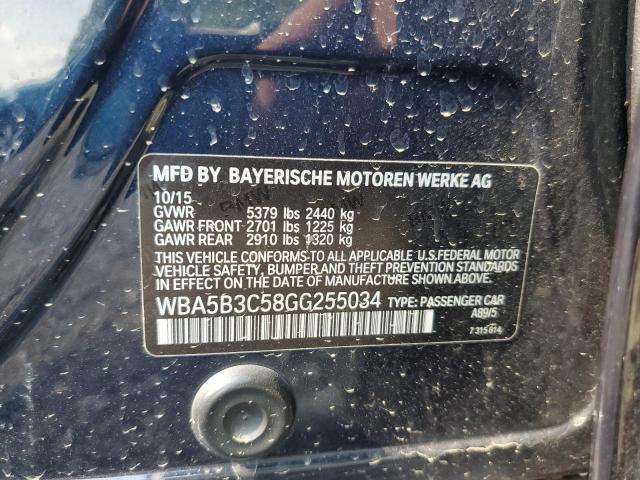 MFD BY BAYERISCHE MOTOREN WERKE AG
10/15
GVWR 5379 lbs 2440 kg
GAWR FRONT 2701 lbs 1225 kg
GAWR REAR 2910 lbs 1320 kg
THIS VEHICLE CONFORMS TO ALL APPLICABLE U.S.FEDERAL MOTOR
VEHICLE SAFETY, BUMPER, AND THEFT PREVENTION STANDARDS
IN EFFECT ON THE DATE OF MANUFACTURE SHOWN ABOVE.
WBA5B3C58GG255034 TYPE: PASSENGER CAR
A89/5
7 315 814